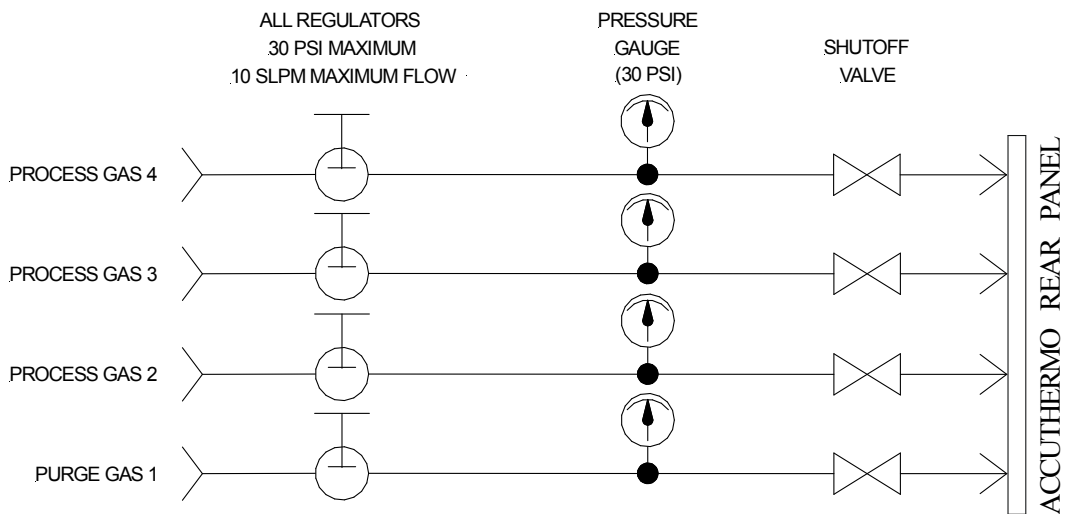 ALL REGULATORS
30 PSI MAXIMUM
10 SLPM MAXIMUM FLOW
PRESSURE
GAUGE
(30 PSI)
SHUTOFF
VALVE
PROCESS GAS 4
PROCESS GAS 3
PROCESS GAS 2
PURGE GAS 1
ACCUTHERMO REAR PANEL